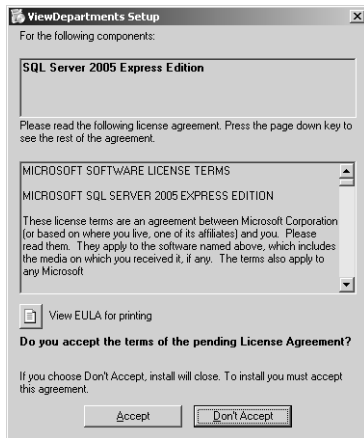 ViewDepartments Setup
For the following components:
SQL Server 2005 Express Edition
Please read the following license agreement. Press the page down key to
see the rest of the agreement.
MICROSOFT SOFTWARE LICENSE TERMS
MICROSOFT SQL SERVER 2005 EXPRESS EDITION
These license terms are an agreement between Microsoft Corporation
(or based on where you live, one of its affiliates) and you. Please
read them. They apply to the software named above, which includes
the media on which you received it, if any. The terms also apply to
any Microsoft
View EULA for printing
Do you accept the terms of the pending License Agreement?
If you choose Don't Accept, install will close. To install you must accept
this agreement.
Accept
Don't Accept